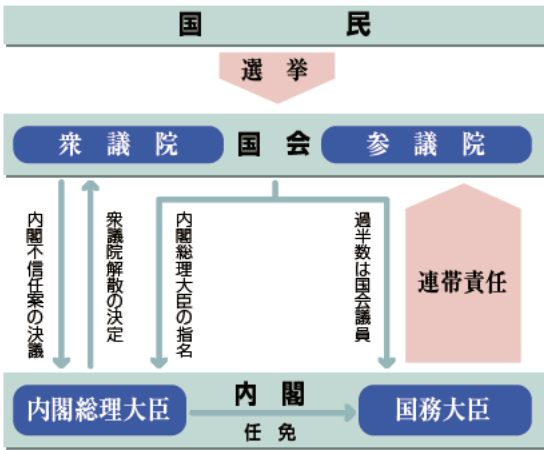 国民
選挙
衆議院
国会
参議院
内閣不信任案の決議
衆議院解散の決定
内閣総理大臣の指名
過半数は国会議員
連帯責任
内閣総理大臣
内閣
任免
国務大臣